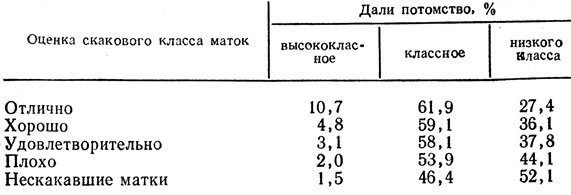 Оценка скакового класса маток
Дали потомство, %
высококлас-
ное
классное
низкого
класса
Отлично 10,7 61,9 27,4
Хорошо 4,8 59,1 36,1
Удовлетворительно 3,1 58,1 37,8
Плохо 2,0 53,9 44,1
Нескакавшие матки 1,5 46,4 52,1